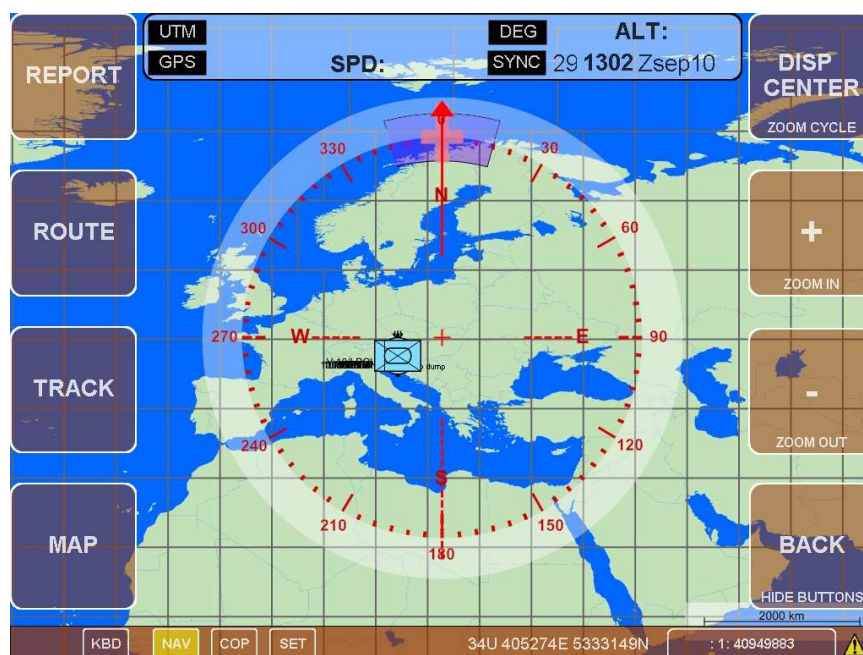 UTM
GPS
SPD:
DEG
ALT:
SYNC 29 1302 Zsep10
REPORT
ROUTE
TRACK
MAP
DISP
CENTER
ZOOM CYCLE
+
ZOOM IN
-
ZOOM OUT
BACK
HIDE BUTTONS
0
30
60
90
120
150
180
210
240
270
300
330
N
E
S
W
dump
2000 km
KBD
NAV
COP
SET
34U 405274E 5333149N
: 1: 40949883